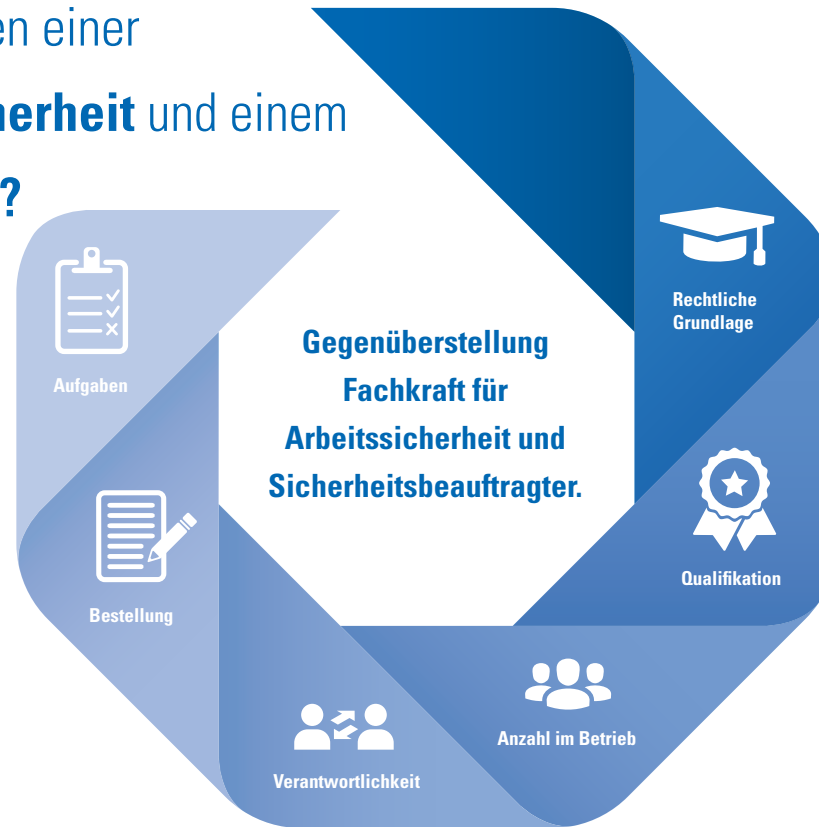 en einer
herheit und einem
?
Rechtliche
Grundlage
Gegenüberstellung
Fachkraft für
Arbeitssicherheit und
Sicherheitsbeauftragter.
Aufgaben
Qualifikation
Bestellung
Anzahl im Betrieb
Verantwortlichkeit